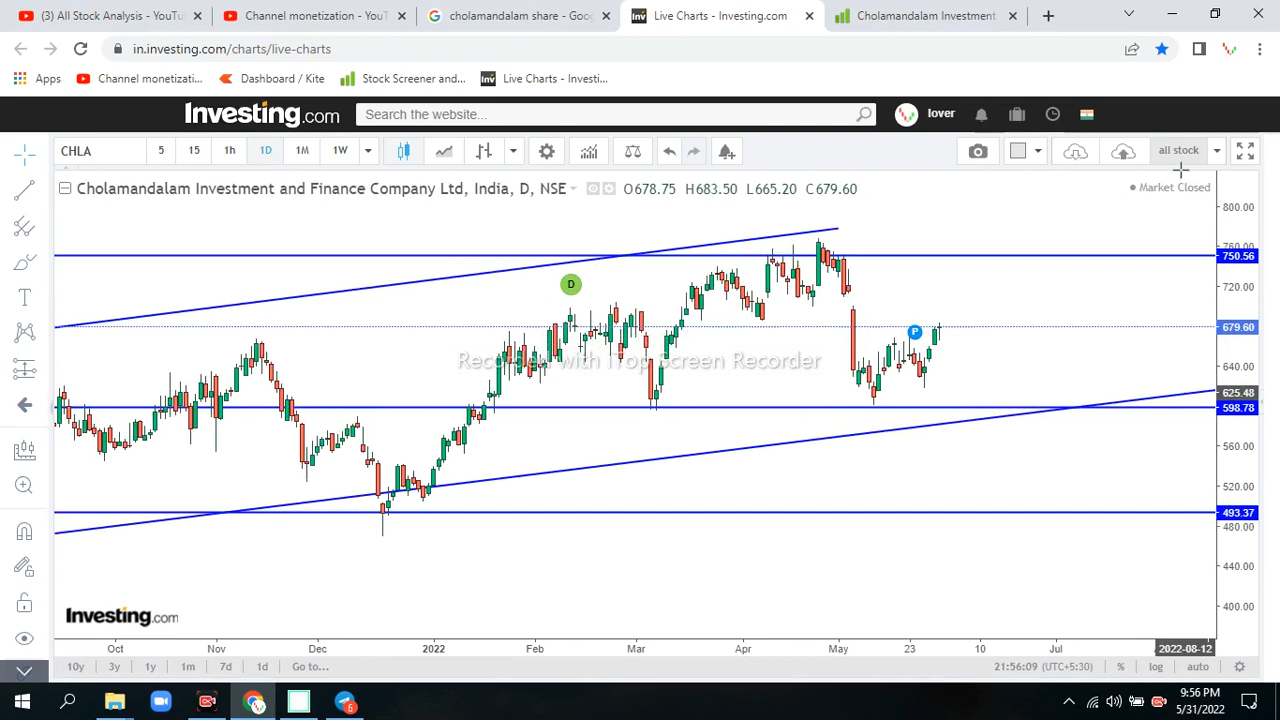 (3) All Stock Analysis - YouTu
Channel monetization - YouT
cholamandalam share - Goo
Live Charts - Investing.com
Cholamandalam Investment
in.investing.com/charts/live-charts
Apps
Channel monetizati...
Dashboard / Kite
Stock Screener and...
Live Charts - Investi...
Investing.com
Search the website...
lover
CHLA
5
15
1h
1D
1M
1W
all stock
Cholamandalam Investment and Finance Company Ltd, India, D, NSE
O678.75 H683.50 L665.20 C679.60
Market Closed
800.00
760.00
750.56
720.00
D
P
679.60
Recorded with iTop Screen Recorder
640.00
625.48
598.78
560.00
520.00
493.37
480.00
440.00
400.00
Investing.com
Oct
Nov
Dec
2022
Feb
Mar
Apr
May
23
10
Jul
2022-08-12
10y
3y
1y
1m
7d
1d
Go to...
21:56:09 (UTC+5:30)
%
log
auto
6
9:56 PM
5/31/2022